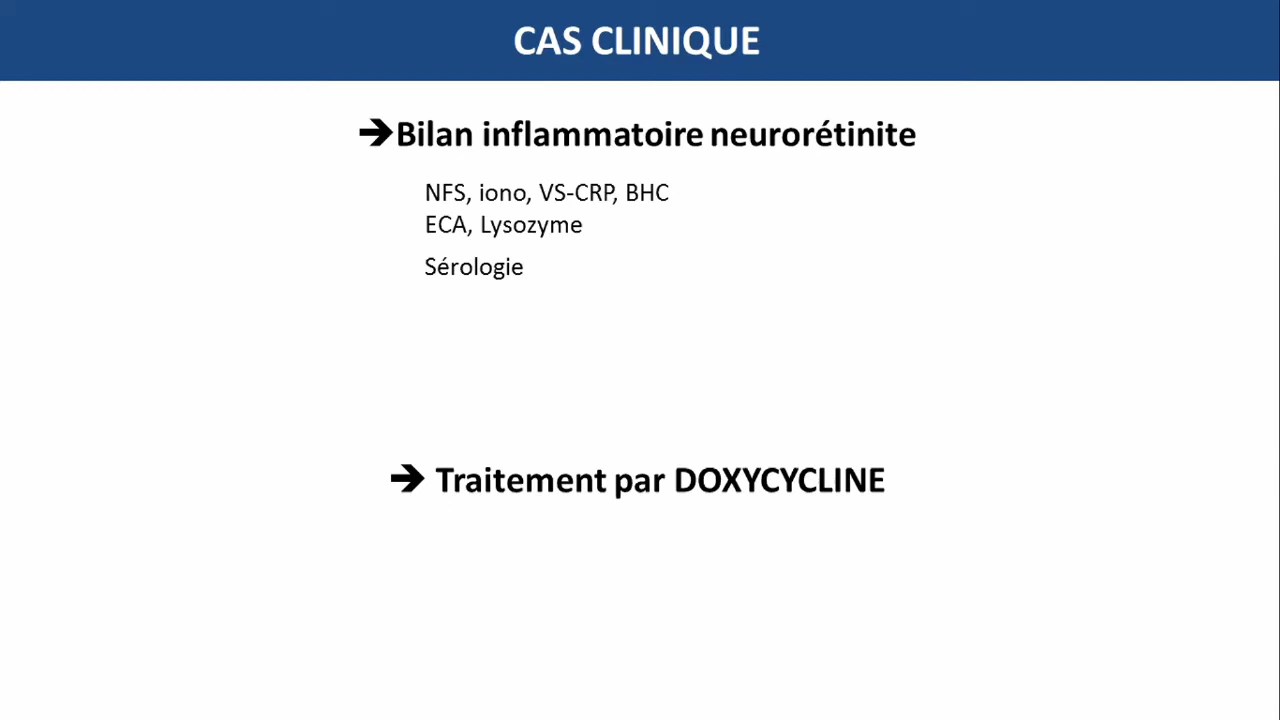 CAS CLINIQUE
➔Bilan inflammatoire neurorétinite
NFS, iono, VS-CRP, BHC
ECA, Lysozyme
Sérologie
➔ Traitement par DOXYCYCLINE